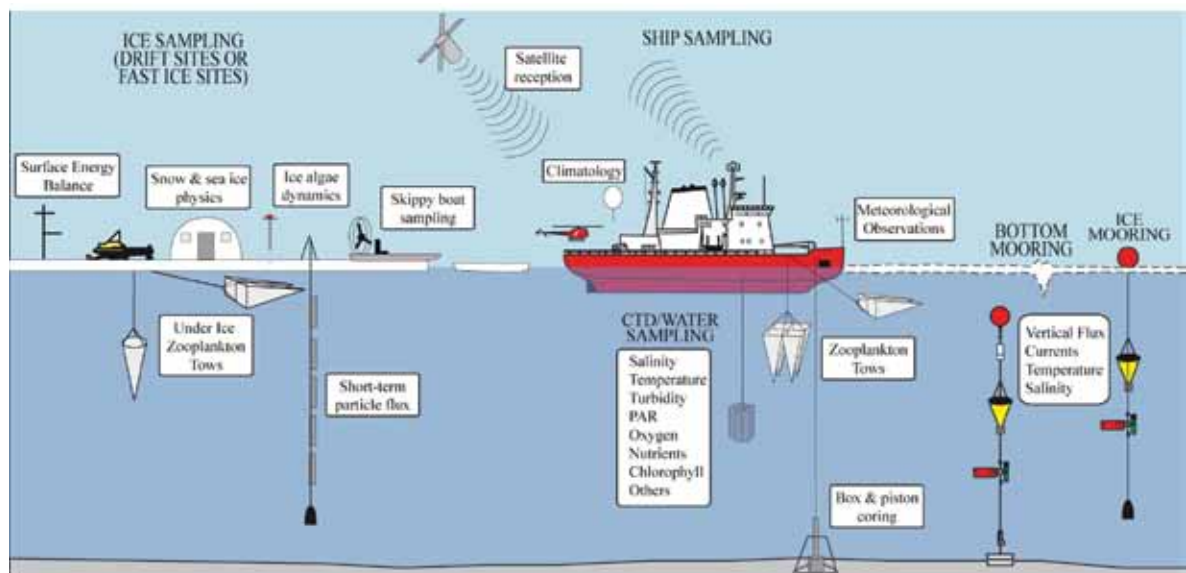 ICE SAMPLING
(DRIFT SITES OR
FAST ICE SITES)
SHIP SAMPLING
Satellite
reception
Surface Energy
Balance
Snow & sea ice
physics
Ice algae
dynamics
Skippy boat
sampling
Climatology
Meteorological
Observations
BOTTOM
MOORING
ICE
MOORING
Under Ice
Zooplankton
Tows
Short-term
particle flux
CTD/WATER
SAMPLING
Salinity
Temperature
Turbidity
PAR
Oxygen
Nutrients
Chlorophyll
Others
Zooplankton
Tows
Vertical Flux
Currents
Temperature
Salinity
Box & piston
coring